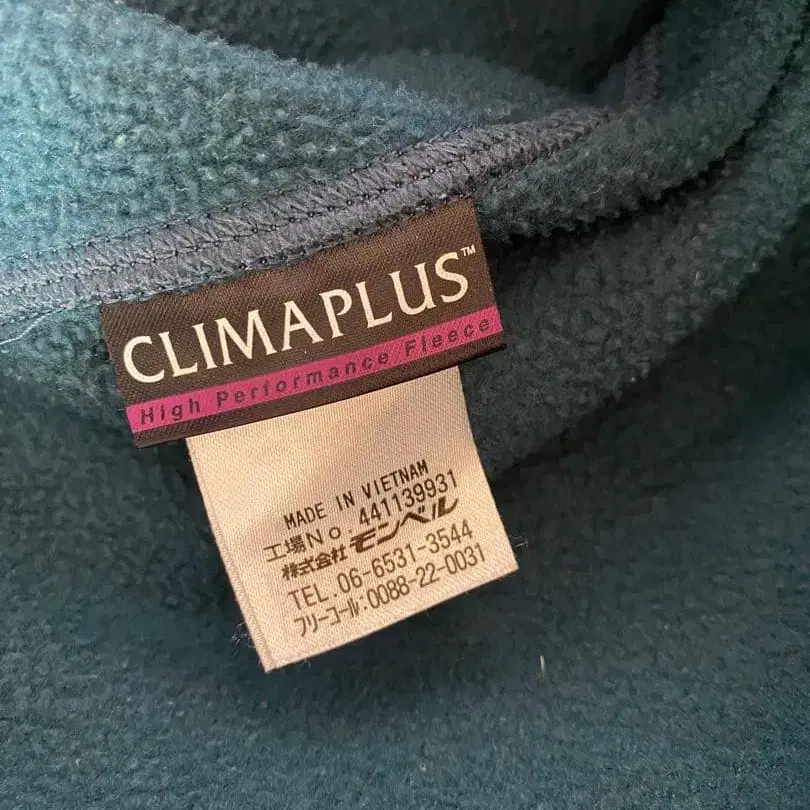 CLIMAPLUS™
High Performance Fleece
MADE IN VIETNAM
工場No.441139931
株式会社モンベル
TEL.06-6531-3544
フリーコール:0088-22-0031